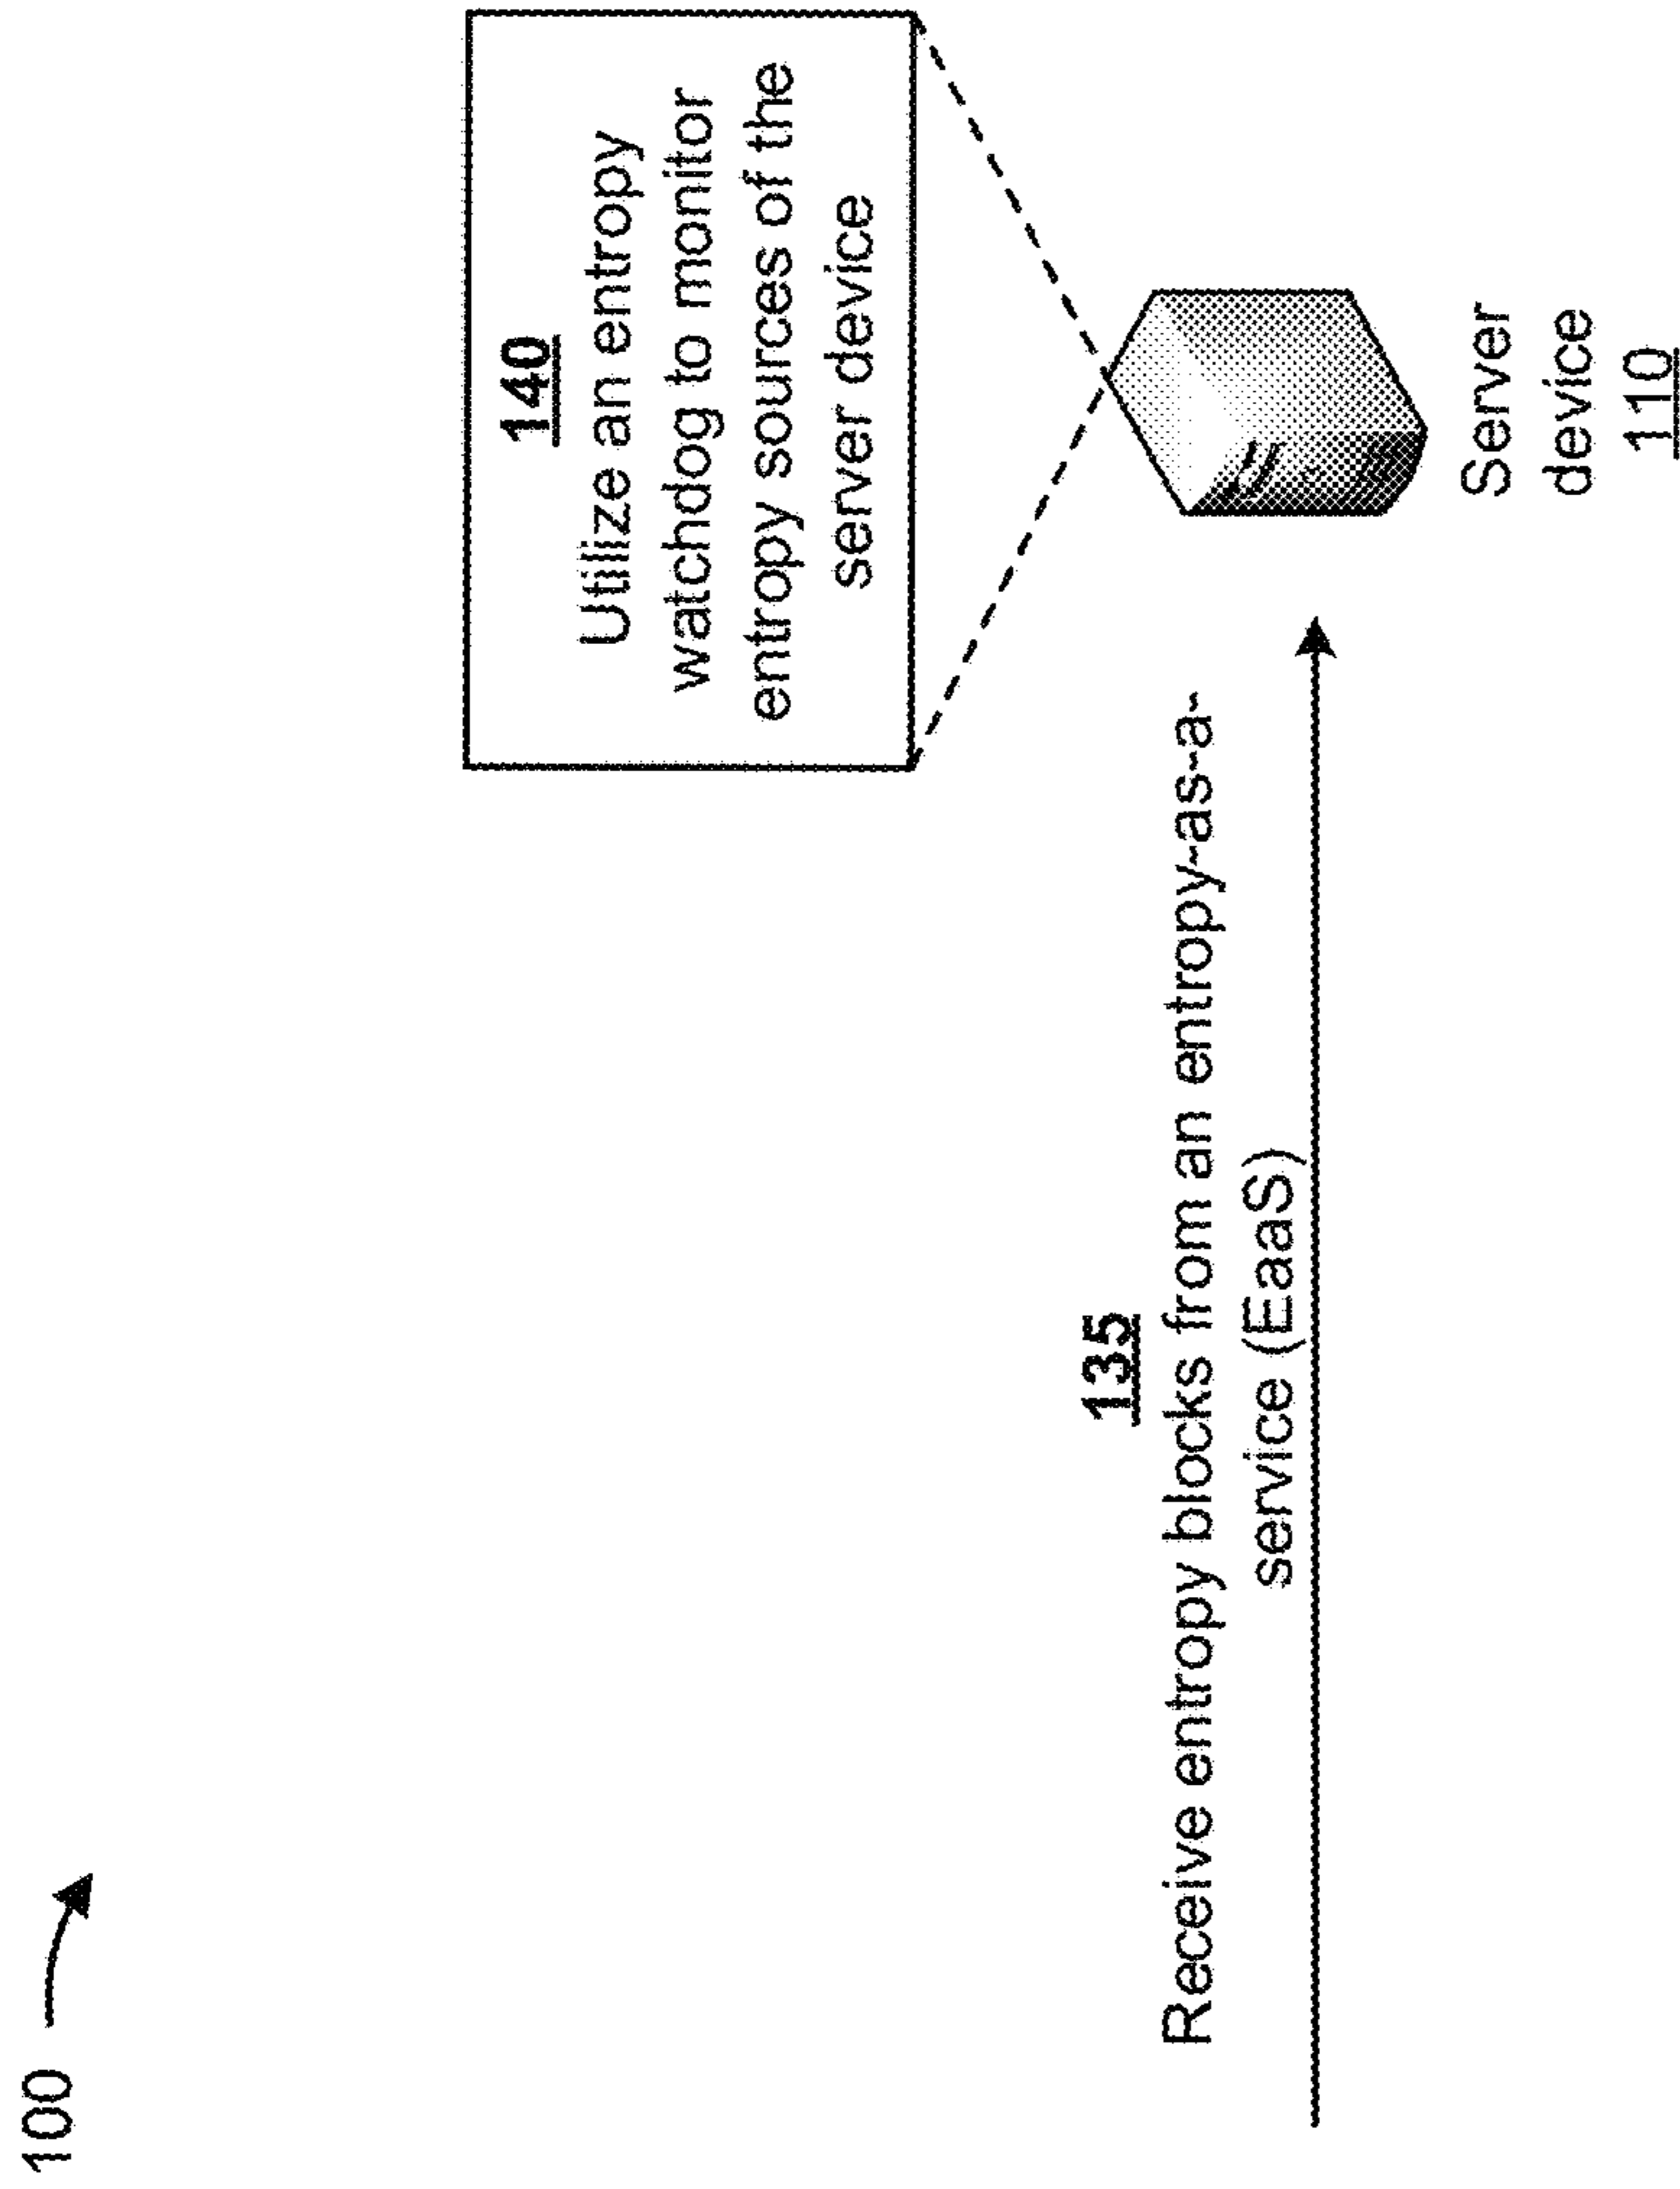 100
140
Utilize an entropy
watchdog to monitor
entropy sources of the
server device
135
Receive entropy blocks from an entropy-as-a-
service (EaaS)
Server
device
110